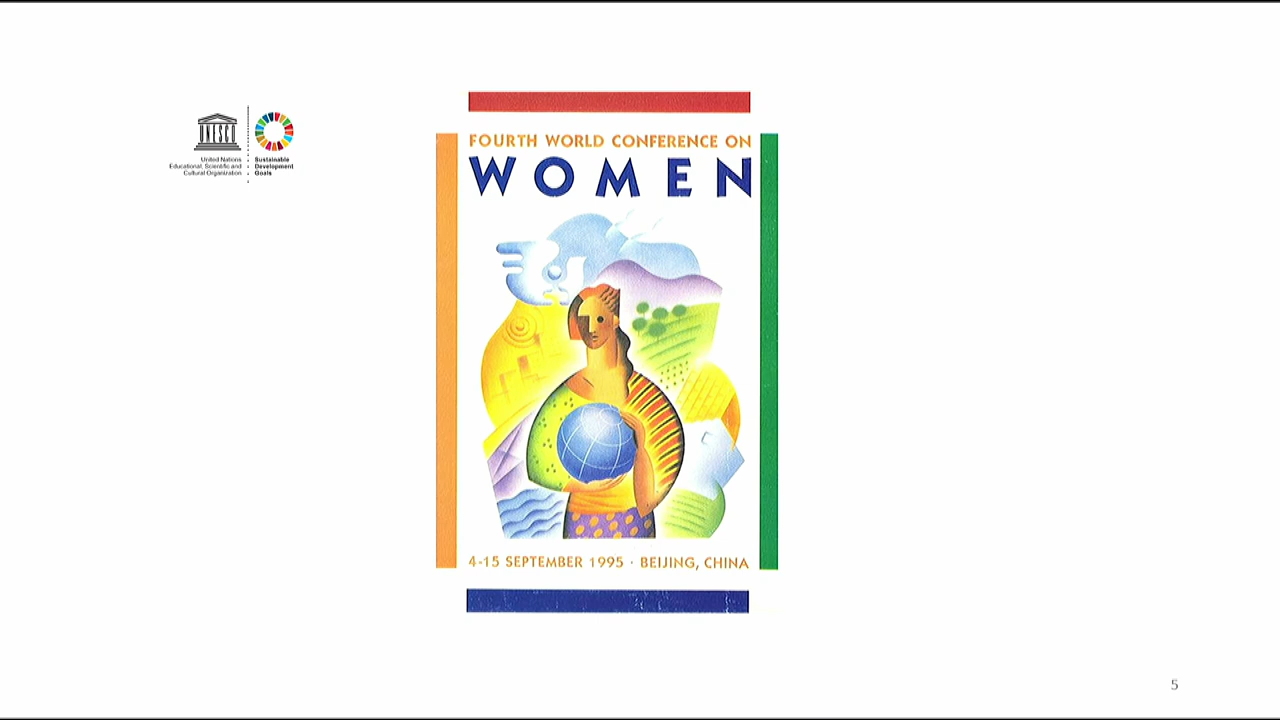 UNESCO
United Nations
Educational, Scientific and
Cultural Organization
Sustainable
Development
Goals
FOURTH WORLD CONFERENCE ON
WOMEN
4-15 SEPTEMBER 1995 · BEIJING, CHINA
5